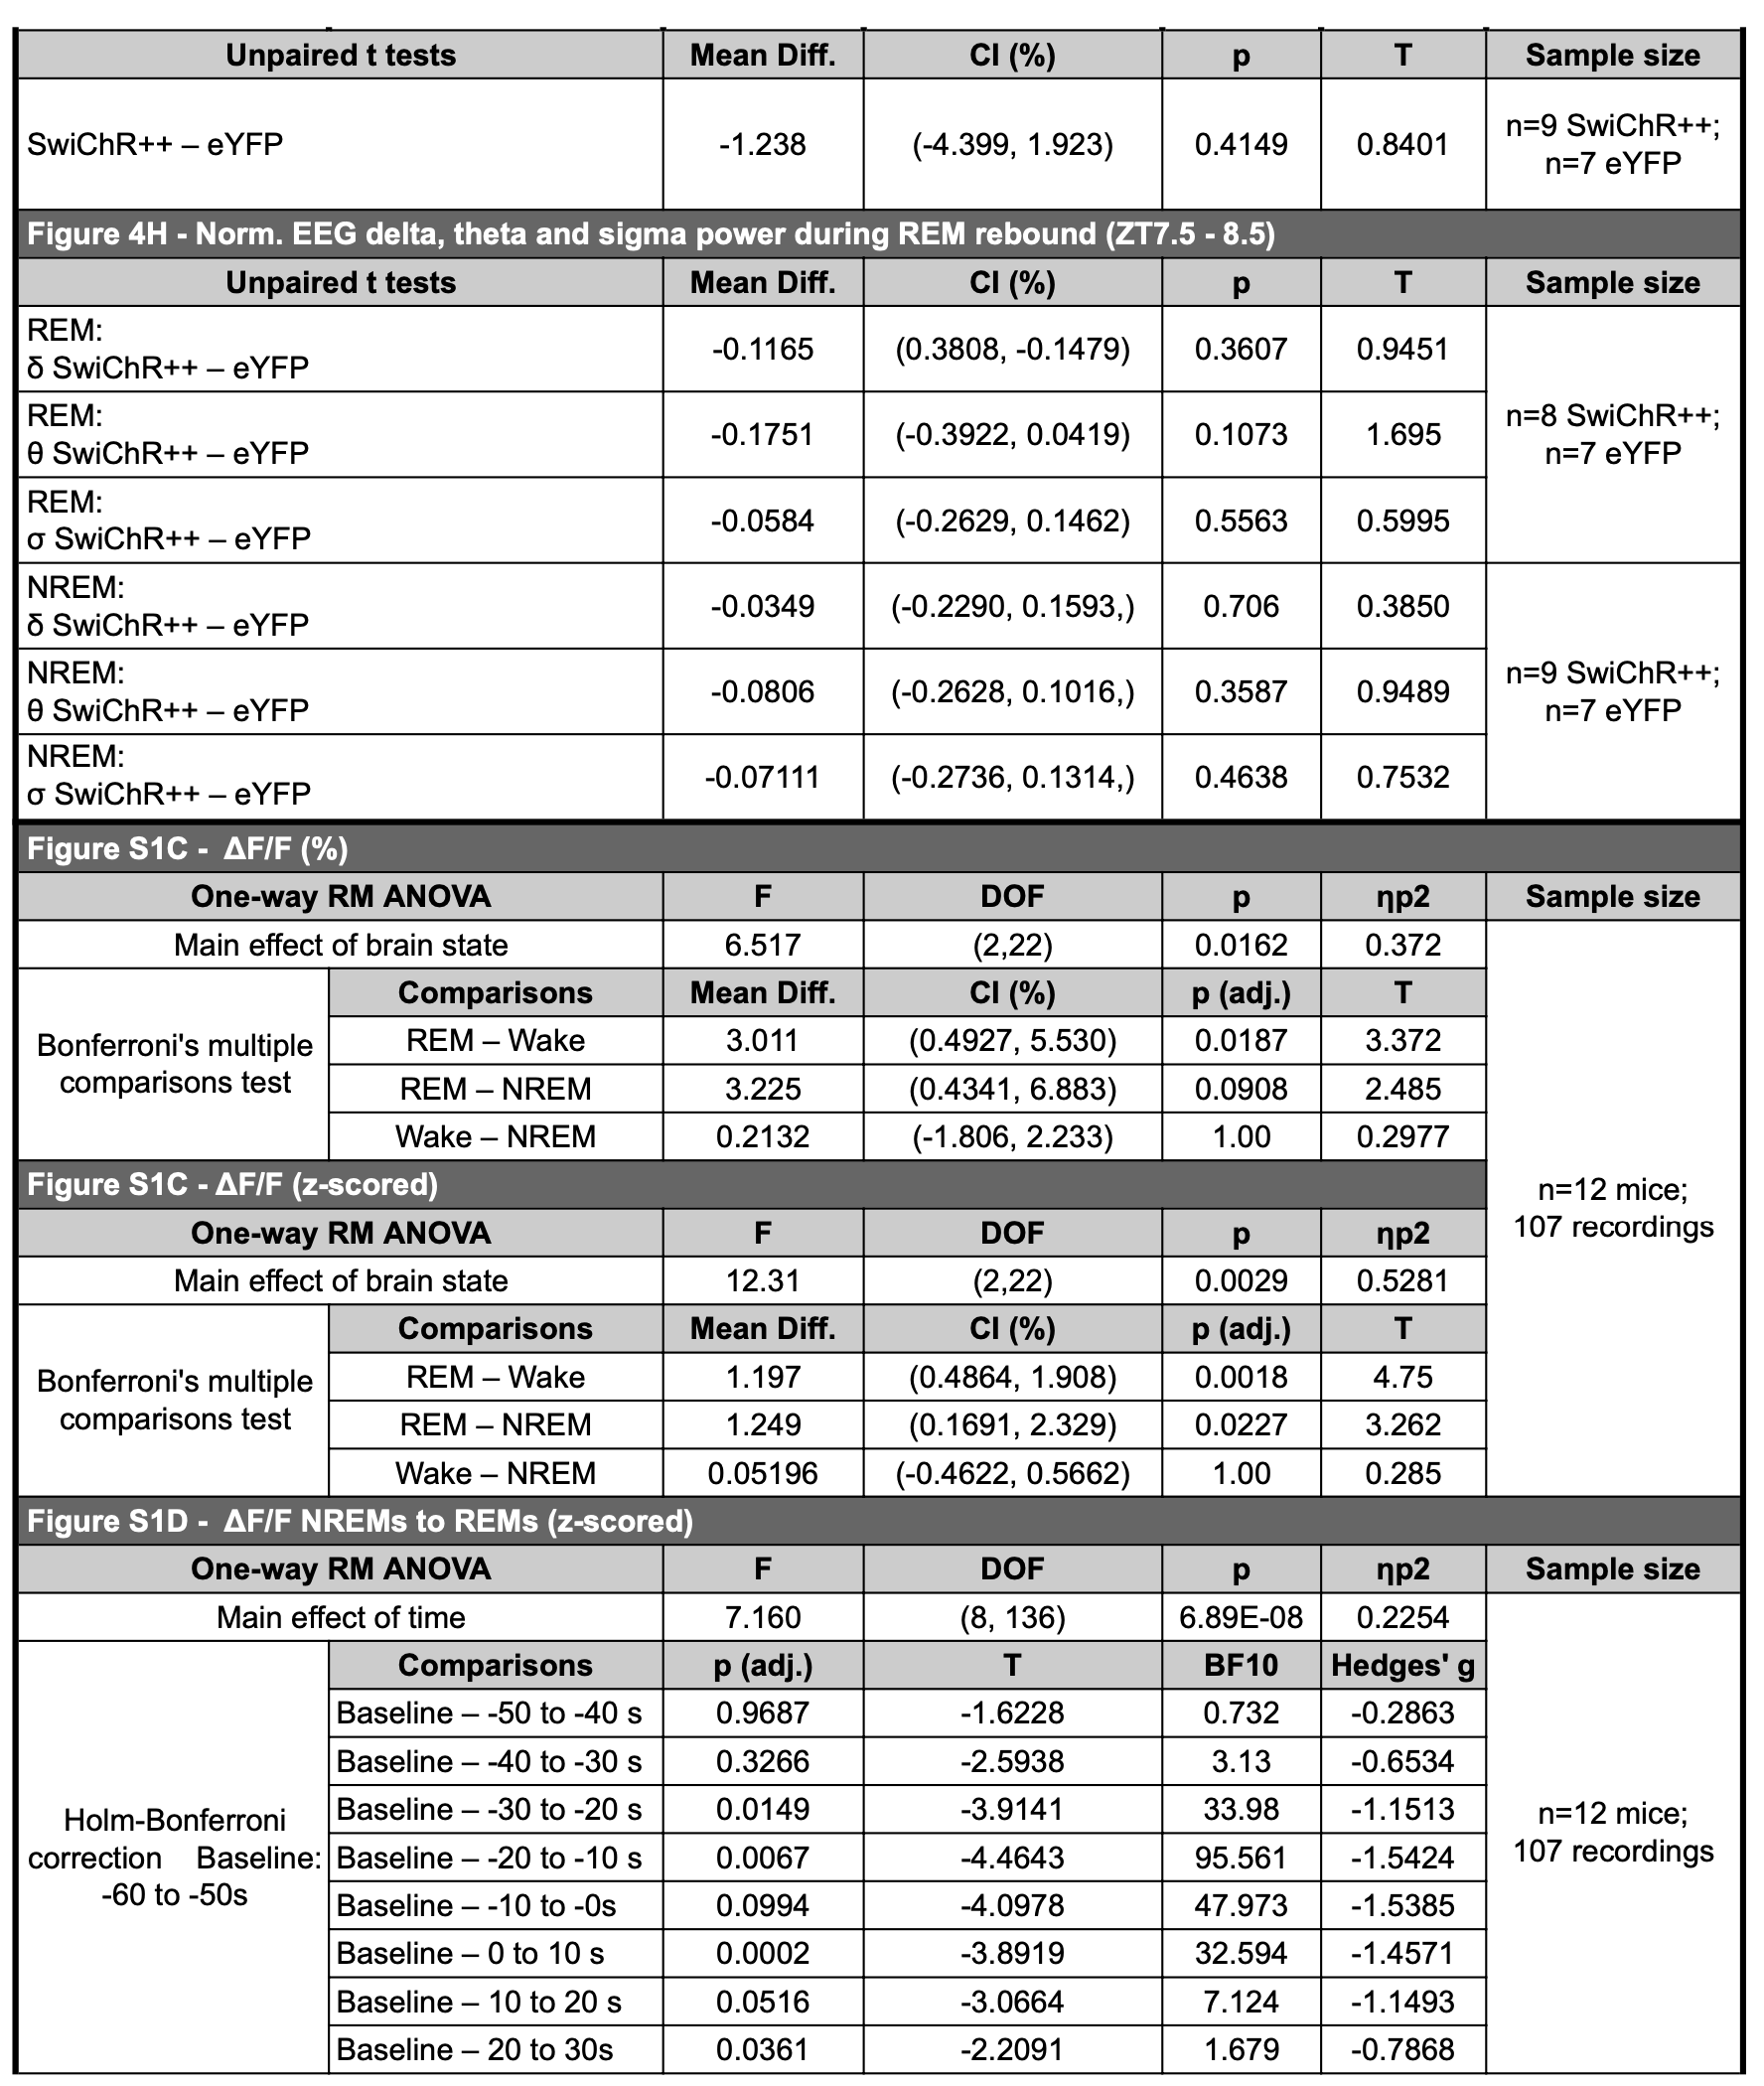 Unpaired t tests Mean Diff. CI (%) p T Sample size
SwiChR++ – eYFP -1.238 (-4.399, 1.923) 0.4149 0.8401 n=9 SwiChR++;
n=7 eYFP
Figure 4H - Norm. EEG delta, theta and sigma power during REM rebound (ZT7.5 - 8.5)
Unpaired t tests Mean Diff. CI (%) p T Sample size
REM:
δ SwiChR++ – eYFP -0.1165 (0.3808, -0.1479) 0.3607 0.9451
REM:
θ SwiChR++ – eYFP -0.1751 (-0.3922, 0.0419) 0.1073 1.695 n=8 SwiChR++;
n=7 eYFP
REM:
σ SwiChR++ – eYFP -0.0584 (-0.2629, 0.1462) 0.5563 0.5995
NREM:
δ SwiChR++ – eYFP -0.0349 (-0.2290, 0.1593,) 0.706 0.3850
NREM:
θ SwiChR++ – eYFP -0.0806 (-0.2628, 0.1016,) 0.3587 0.9489 n=9 SwiChR++;
n=7 eYFP
NREM:
σ SwiChR++ – eYFP -0.07111 (-0.2736, 0.1314,) 0.4638 0.7532
Figure S1C - ΔF/F (%)
One-way RM ANOVA F DOF p ηp2 Sample size
Main effect of brain state 6.517 (2,22) 0.0162 0.372
Comparisons Mean Diff. CI (%) p (adj.) T
Bonferroni's multiple
comparisons test
REM – Wake 3.011 (0.4927, 5.530) 0.0187 3.372
REM – NREM 3.225 (0.4341, 6.883) 0.0908 2.485
Wake – NREM 0.2132 (-1.806, 2.233) 1.00 0.2977
Figure S1C - ΔF/F (z-scored)
n=12 mice;
107 recordings
One-way RM ANOVA F DOF p ηp2
Main effect of brain state 12.31 (2,22) 0.0029 0.5281
Comparisons Mean Diff. CI (%) p (adj.) T
Bonferroni's multiple
comparisons test
REM – Wake 1.197 (0.4864, 1.908) 0.0018 4.75
REM – NREM 1.249 (0.1691, 2.329) 0.0227 3.262
Wake – NREM 0.05196 (-0.4622, 0.5662) 1.00 0.285
Figure S1D - ΔF/F NREMs to REMs (z-scored)
One-way RM ANOVA F DOF p ηp2 Sample size
Main effect of time 7.160 (8, 136) 6.89E-08 0.2254
Comparisons p (adj.) T BF10 Hedges' g
Baseline – -50 to -40 s 0.9687 -1.6228 0.732 -0.2863
Baseline – -40 to -30 s 0.3266 -2.5938 3.13 -0.6534
Baseline – -30 to -20 s 0.0149 -3.9141 33.98 -1.1513
Holm-Bonferroni
correction Baseline:
-60 to -50s
n=12 mice;
107 recordings
Baseline – -20 to -10 s 0.0067 -4.4643 95.561 -1.5424
Baseline – -10 to -0s 0.0994 -4.0978 47.973 -1.5385
Baseline – 0 to 10 s 0.0002 -3.8919 32.594 -1.4571
Baseline – 10 to 20 s 0.0516 -3.0664 7.124 -1.1493
Baseline – 20 to 30s 0.0361 -2.2091 1.679 -0.7868